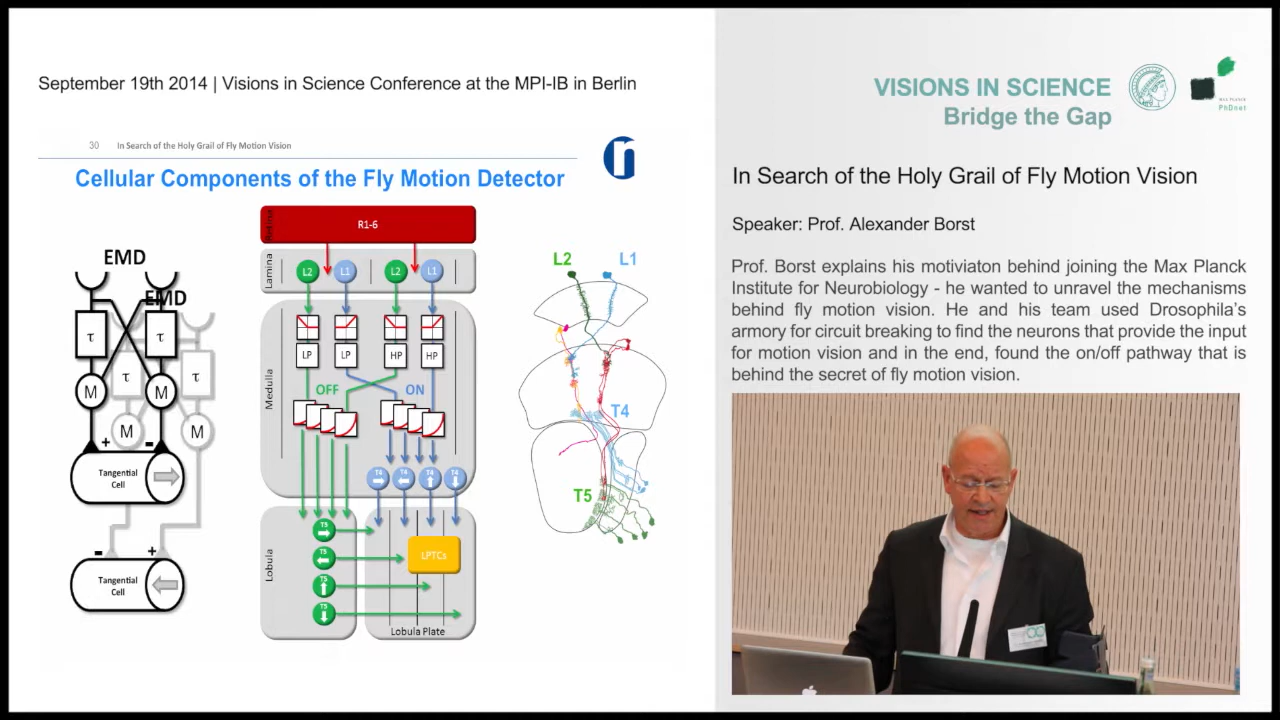 September 19th 2014 | Visions in Science Conference at the MPI-IB in Berlin
30 In Search of the Holy Grail of Fly Motion Vision
Cellular Components of the Fly Motion Detector
EMD
EMD
τ
τ
τ
τ
M
M
M
M
+
-
Tangential
Cell
-
+
Tangential
Cell
Retina
R1-6
Lamina
L2
L1
L2
L1
Medulla
LP
LP
HP
HP
OFF
ON
T4
T4
T4
T4
Lobula
T5
T5
T5
T5
LPTCs
Lobula Plate
L2
L1
T4
T5
VISIONS IN SCIENCE
Bridge the Gap
MAX PLANCK
PhDnet
In Search of the Holy Grail of Fly Motion Vision
Speaker: Prof. Alexander Borst
Prof. Borst explains his motiviaton behind joining the Max Planck
Institute for Neurobiology - he wanted to unravel the mechanisms
behind fly motion vision. He and his team used Drosophila's
armory for circuit breaking to find the neurons that provide the input
for motion vision and in the end, found the on/off pathway that is
behind the secret of fly motion vision.